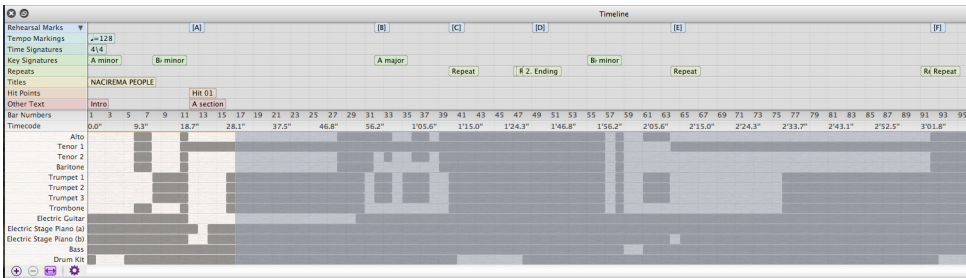 Timeline
Rehearsal Marks [A] [B] [C] [D] [E] [F]
Tempo Markings ♩=128
Time Signatures 4\4
Key Signatures A minor B♭ minor A major B♭ minor
Repeats Repeat R 2. Ending Repeat Re Repeat
Titles NACIREMA PEOPLE
Hit Points Hit 01
Other Text Intro A section
Bar Numbers 1 3 5 7 9 11 13 15 17 19 21 23 25 27 29 31 33 35 37 39 41 43 45 47 49 51 53 55 57 59 61 63 65 67 69 71 73 75 77 79 81 83 85 87 89 91 93 95
Timecode 0.0" 9.3" 18.7" 28.1" 37.5" 46.8" 56.2" 1'05.6" 1'15.0" 1'24.3" 1'46.8" 1'56.2" 2'05.6" 2'15.0" 2'24.3" 2'33.7" 2'43.1" 2'52.5" 3'01.8"
Alto
Tenor 1
Tenor 2
Baritone
Trumpet 1
Trumpet 2
Trumpet 3
Trombone
Electric Guitar
Electric Stage Piano (a)
Electric Stage Piano (b)
Bass
Drum Kit